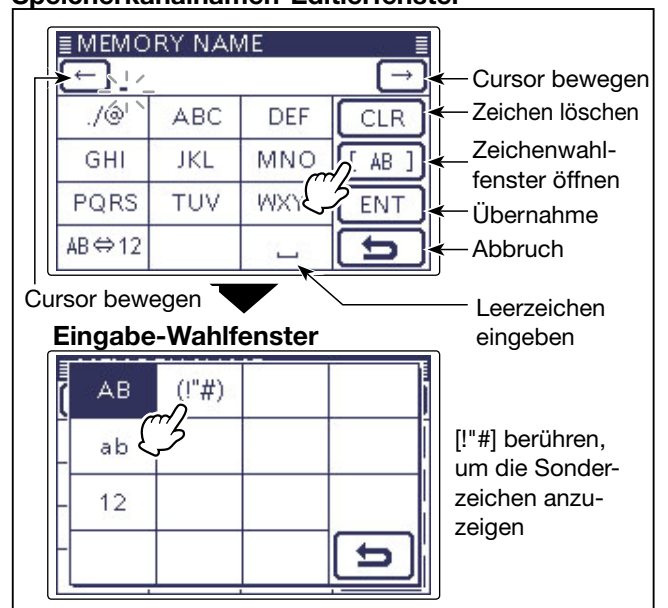 Speicherkanalnamen-Editierfenster
MEMORY NAME
← →
./@ ABC DEF CLR
GHI JKL MNO [ AB ]
PQRS TUV WXY ENT
AB⇔12 ⎵
Cursor bewegen
Zeichen löschen
Zeichenwahl-
fenster öffnen
Übernahme
Abbruch
Cursor bewegen
Leerzeichen
eingeben
Eingabe-Wahlfenster
AB (!"#)
ab
12
[!"#] berühren,
um die Sonder-
zeichen anzu-
zeigen